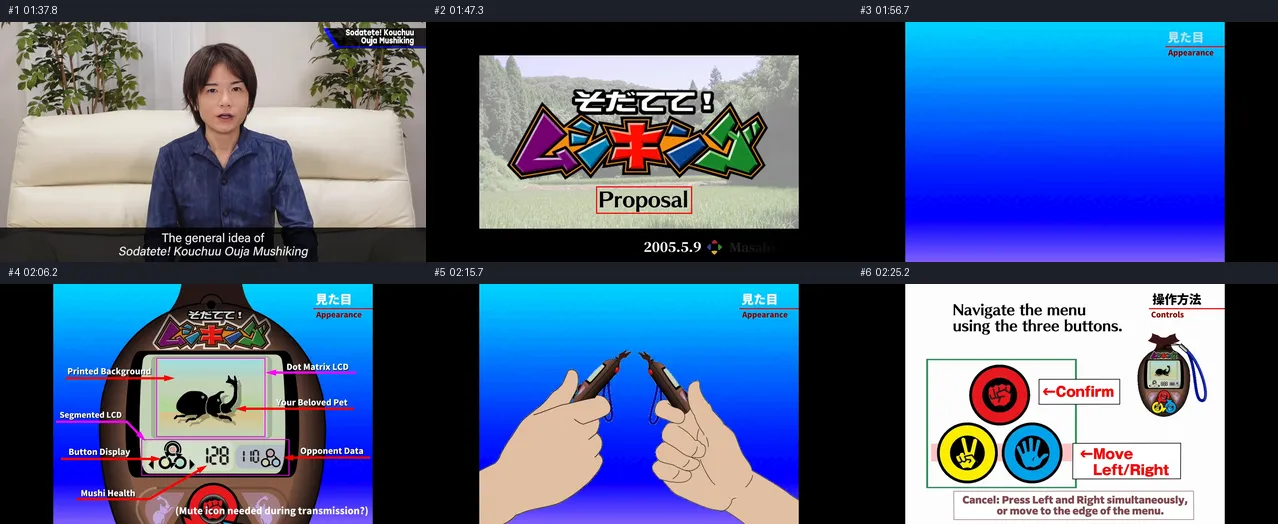 #1 01:37.8
Sodatete! Kouchuu
Ouja Mushiking
The general idea of
Sodatete! Kouchuu Ouja Mushiking
#2 01:47.3
そだてて!
ムシキング
Proposal
2005.5.9
#3 01:56.7
見た目
Appearance
#4 02:06.2
見た目
Appearance
そだてて!
ムシキング
Printed Background
Dot Matrix LCD
Your Beloved Pet
Segmented LCD
Button Display
128
110
Opponent Data
Mushi Health
(Mute icon needed during transmission?)
#5 02:15.7
見た目
Appearance
#6 02:25.2
操作方法
Controls
Navigate the menu
using the three buttons.
←Confirm
←Move
Left/Right
Cancel: Press Left and Right simultaneously,
or move to the edge of the menu.